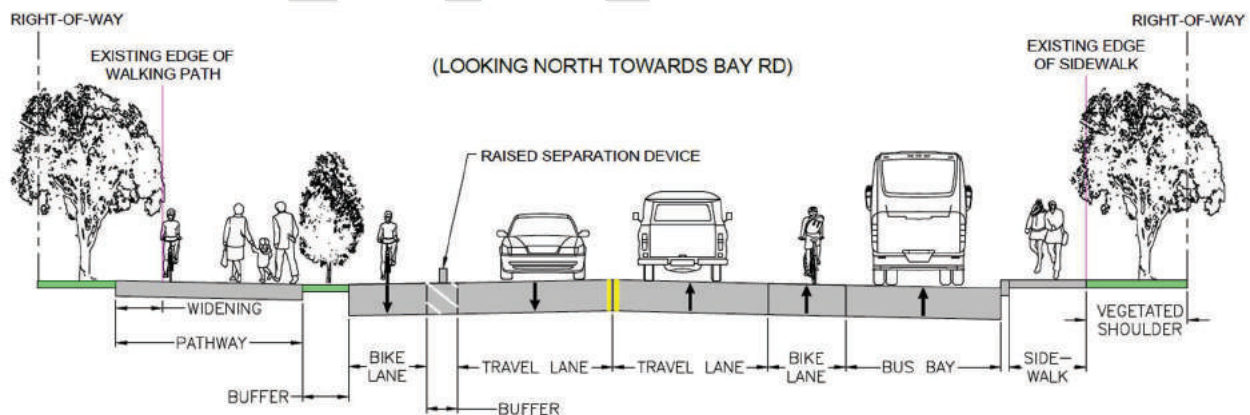 RIGHT-OF-WAY
RIGHT-OF-WAY
EXISTING EDGE OF
WALKING PATH
(LOOKING NORTH TOWARDS BAY RD)
EXISTING EDGE
OF SIDEWALK
RAISED SEPARATION DEVICE
WIDENING
PATHWAY
BUFFER
BIKE
LANE
BUFFER
TRAVEL LANE
TRAVEL LANE
BIKE
LANE
BUS BAY
SIDE-
WALK
VEGETATED
SHOULDER